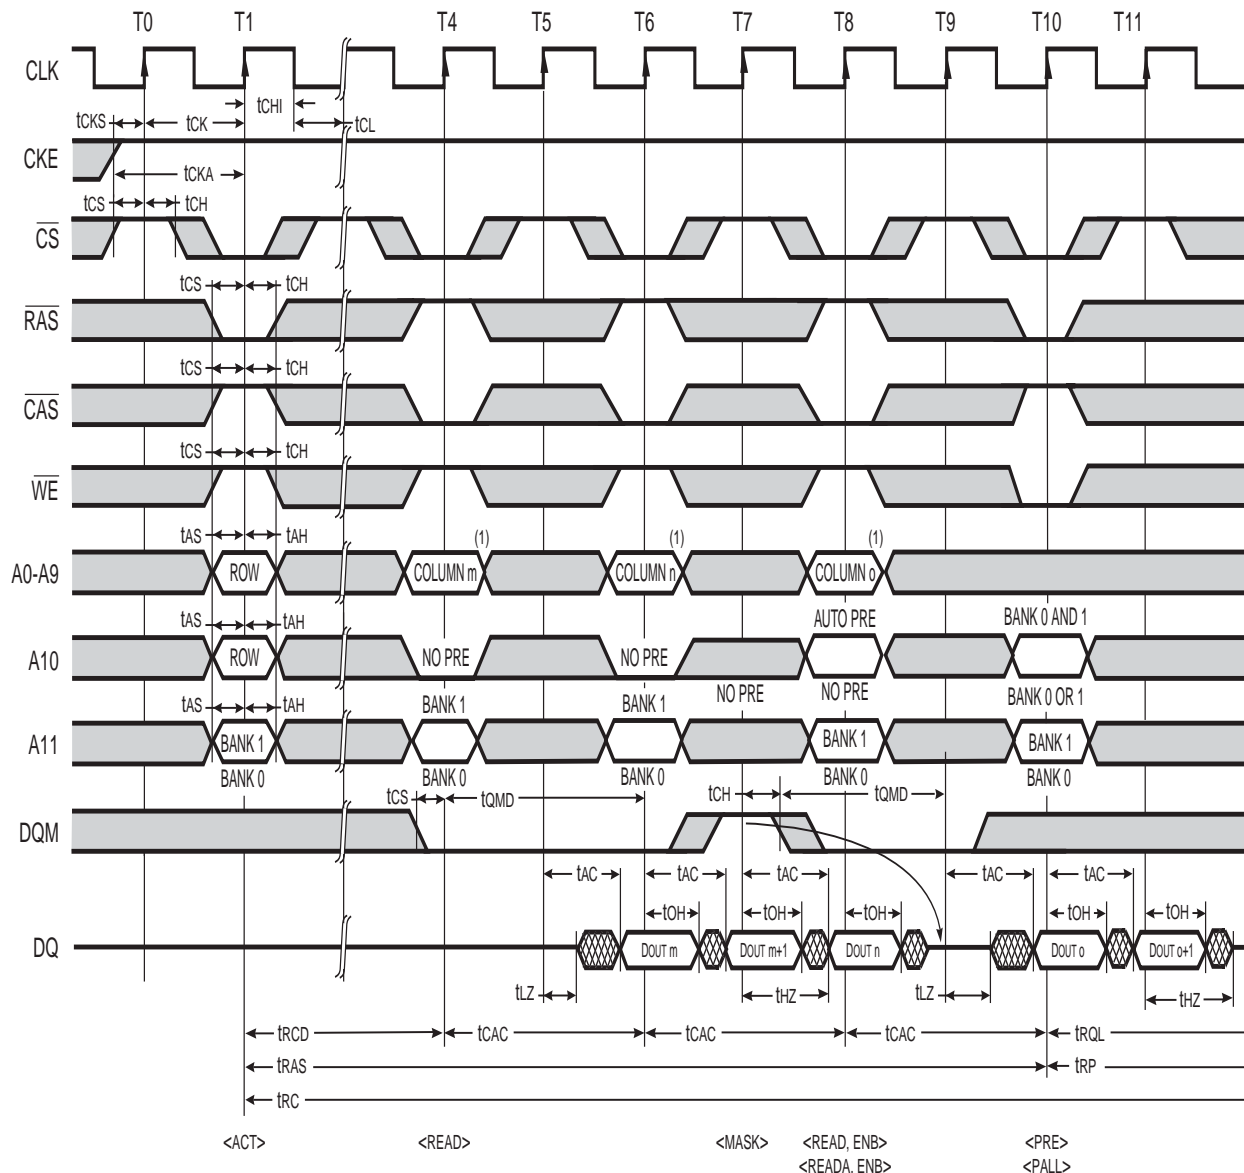 T0 T1 T4 T5 T6 T7 T8 T9 T10 T11
CLK
tCHI
tCKS tCK tCL
CKE
tCKA
tCS tCH
CS
tCS tCH
RAS
tCS tCH
CAS
tCS tCH
WE
tAS tAH (1) (1) (1)
A0-A9 ROW COLUMN m COLUMN n COLUMN o
tAS tAH AUTO PRE BANK 0 AND 1
A10 ROW NO PRE NO PRE
NO PRE NO PRE BANK 0 OR 1
tAS tAH BANK 1 BANK 1
A11 BANK 1 BANK 1 BANK 1
BANK 0 BANK 0 BANK 0 BANK 0 BANK 0
tCS tQMD tCH tQMD
DQM
tAC tAC tAC tAC tAC
tOH tOH tOH tOH tOH
DQ DOUT m DOUT m+1 DOUT n DOUT o DOUT o+1
tLZ tHZ tLZ tHZ
tRCD tCAC tCAC tCAC tRQL
tRAS tRP
tRC
<ACT> <READ> <MASK> <READ, ENB> <PRE>
<READA, ENB> <PALL>